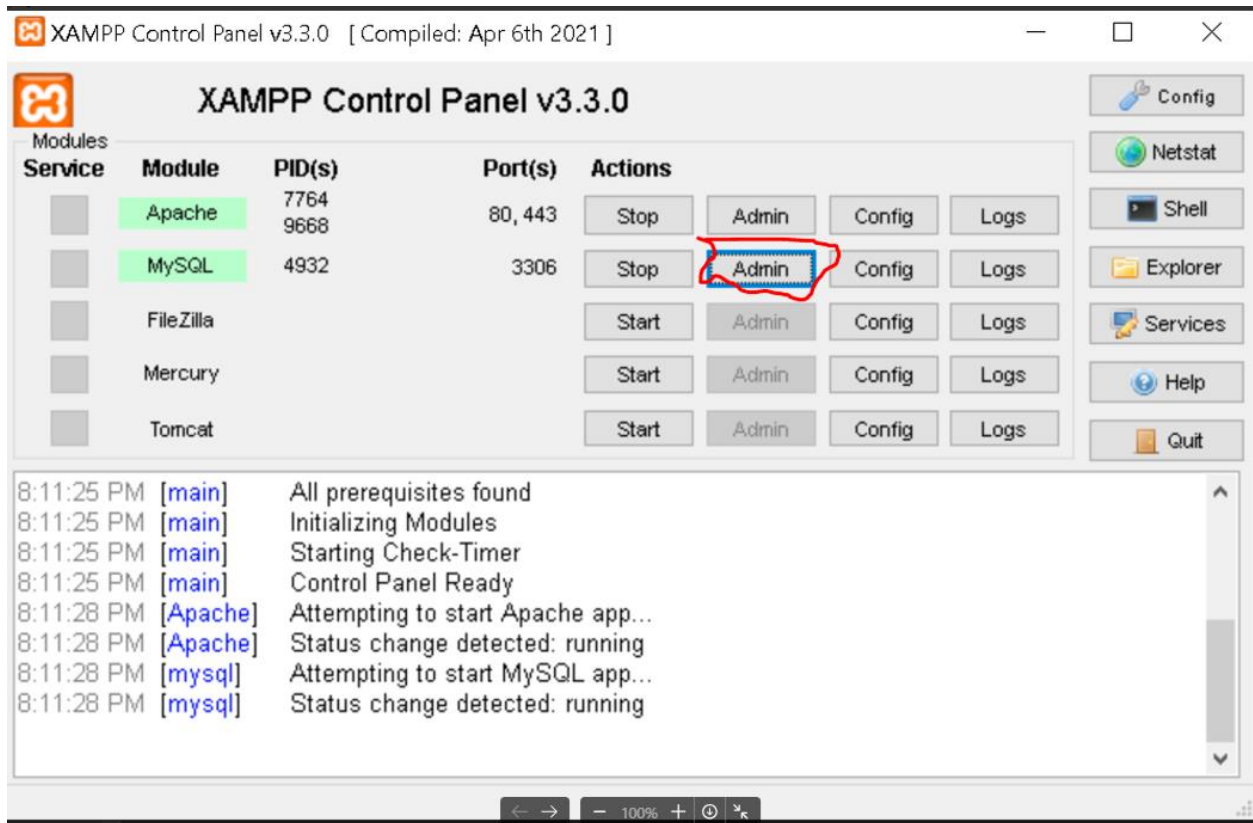 XAMPP Control Panel v3.3.0 [ Compiled: Apr 6th 2021 ]
XAMPP Control Panel v3.3.0
Config
Modules
Netstat
Service Module PID(s) Port(s) Actions
Apache 7764 9668 80, 443 Stop Admin Config Logs
Shell
MySQL 4932 3306 Stop Admin Config Logs
Explorer
FileZilla Start Admin Config Logs
Services
Mercury Start Admin Config Logs
Help
Tomcat Start Admin Config Logs
Quit
8:11:25 PM [main] All prerequisites found
8:11:25 PM [main] Initializing Modules
8:11:25 PM [main] Starting Check-Timer
8:11:25 PM [main] Control Panel Ready
8:11:28 PM [Apache] Attempting to start Apache app...
8:11:28 PM [Apache] Status change detected: running
8:11:28 PM [mysql] Attempting to start MySQL app...
8:11:28 PM [mysql] Status change detected: running
100%